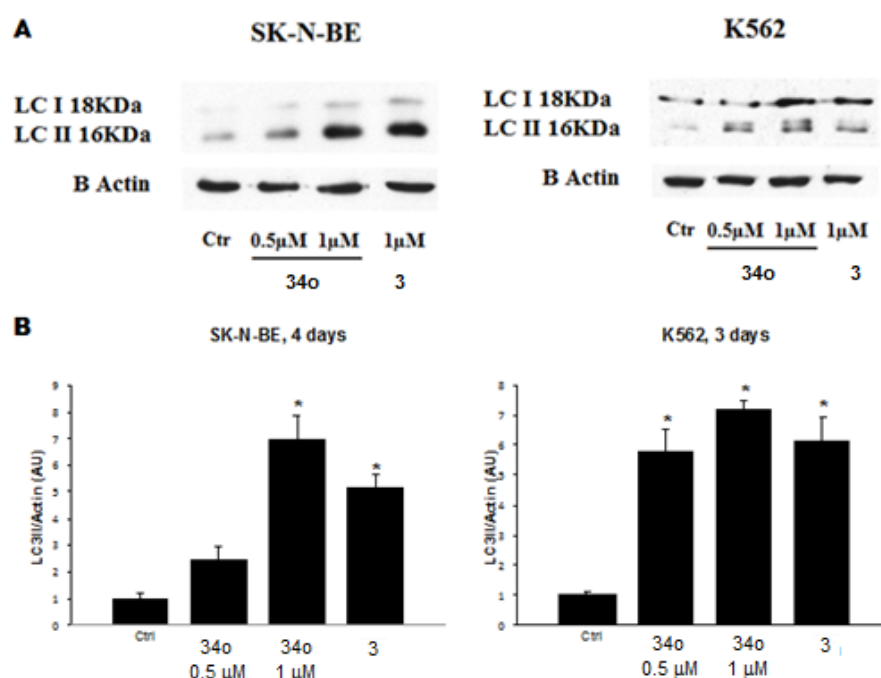 A
SK-N-BE
K562
LC I 18KDa
LC II 16KDa
B Actin
Ctr 0.5µM 1µM 1µM
34o 3
LC I 18KDa
LC II 16KDa
B Actin
Ctr 0.5µM 1µM 1µM
34o 3
B
SK-N-BE, 4 days
LC3II/Actin (AU)
9
8
7
6
5
4
3
2
1
0
Ctrl 34o 34o 3
0.5 µM 1 µM
* *
K562, 3 days
LC3II/Actin (AU)
8
7
6
5
4
3
2
1
0
Ctrl 34o 34o 3
0.5 µM 1 µM
* * *